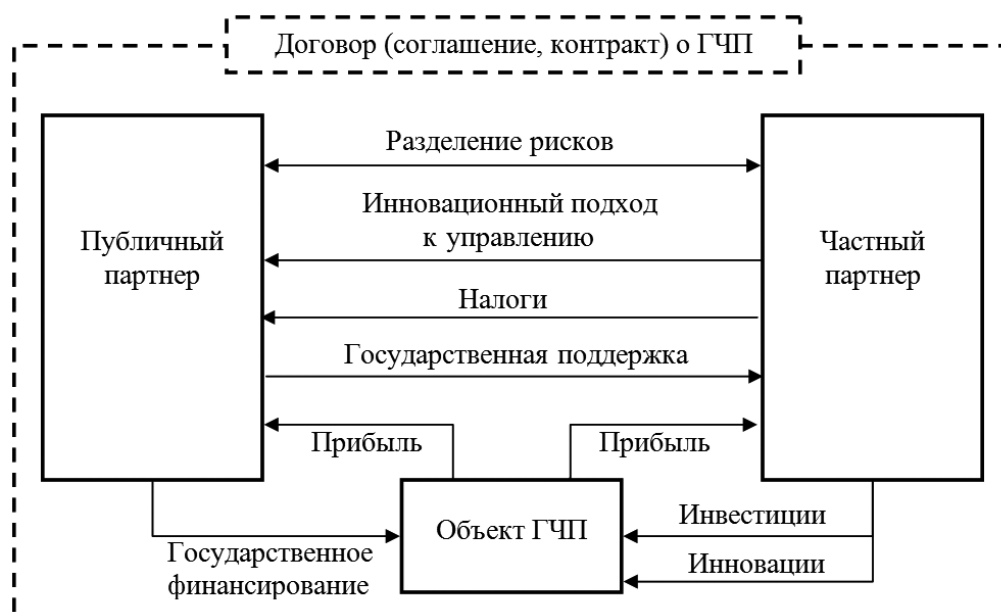 Договор (соглашение, контракт) о ГЧП
Разделение рисков
Инновационный подход
к управлению
Публичный
партнер
Частный
партнер
Налоги
Государственная поддержка
Прибыль
Прибыль
Объект ГЧП
Инвестиции
Государственное
финансирование
Инновации